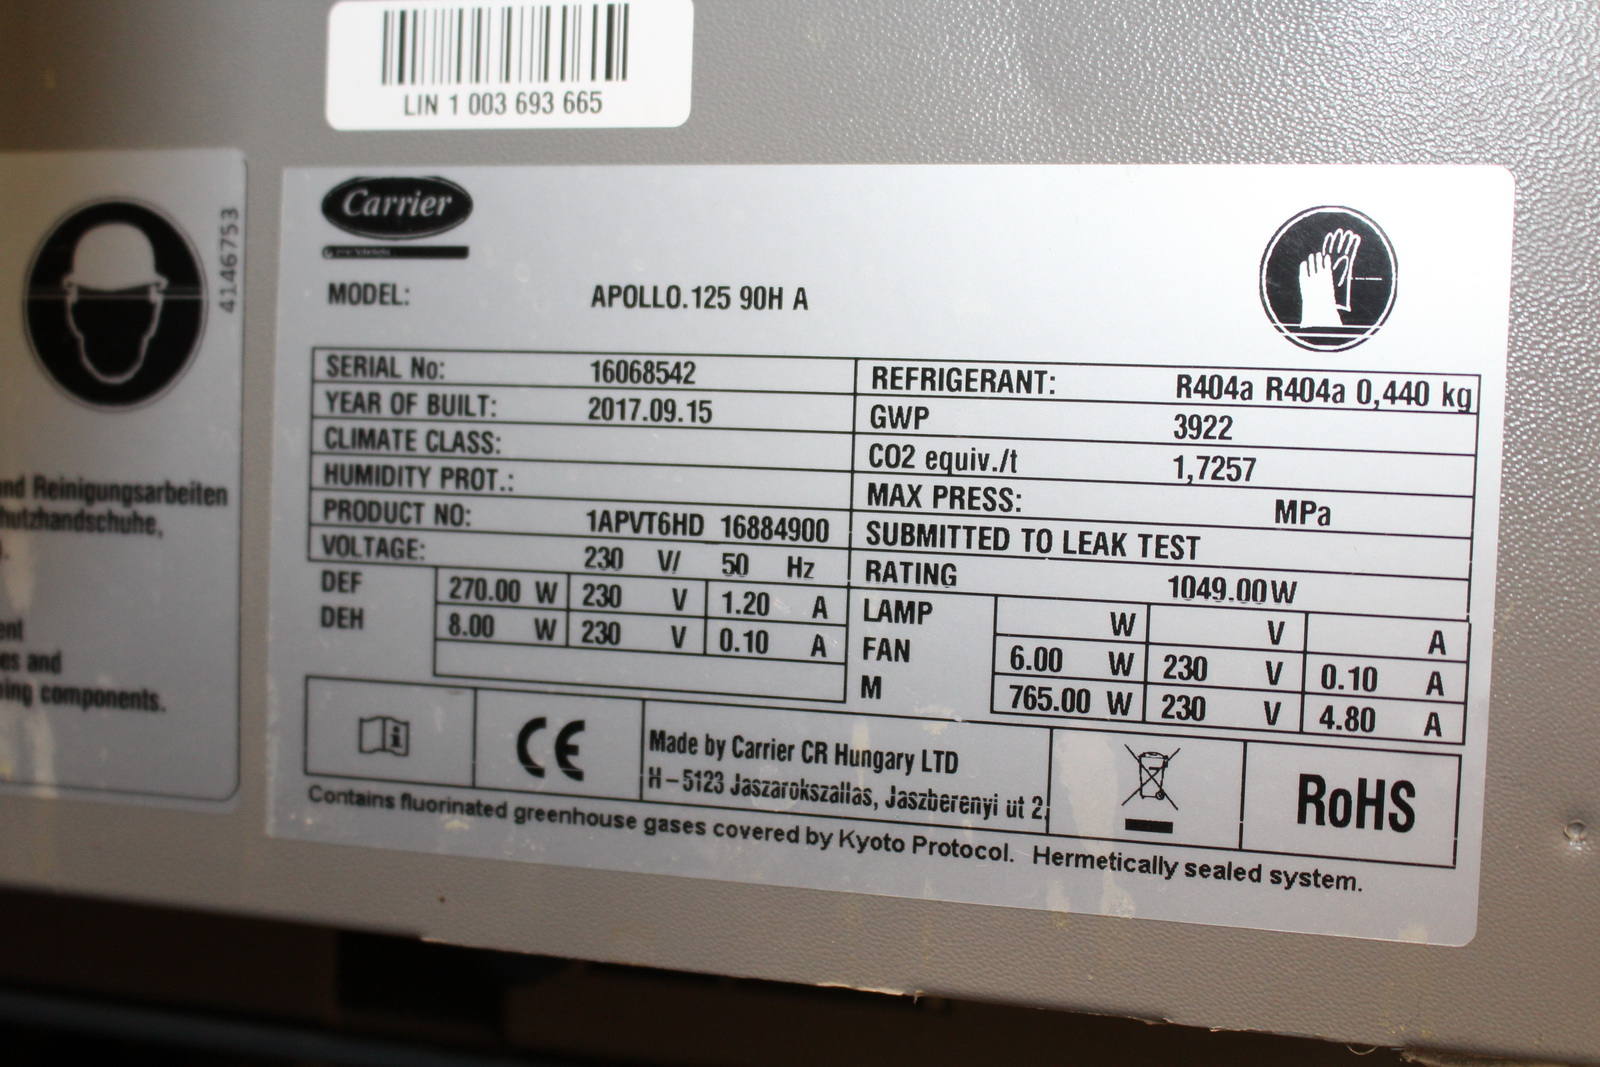 LIN 1 003 693 665
4146753
nd Reinigungsarbeiten
hutzhandschuhe,
ent
es and
ing components.
Carrier
MODEL: APOLLO.125 90H A
SERIAL No: 16068542
YEAR OF BUILT: 2017.09.15
CLIMATE CLASS:
HUMIDITY PROT.:
PRODUCT NO: 1APVT6HD 16884900
VOLTAGE: 230 V/ 50 Hz
DEF 270.00 W 230 V 1.20 A
DEH 8.00 W 230 V 0.10 A
REFRIGERANT: R404a R404a 0,440 kg
GWP 3922
CO2 equiv./t 1,7257
MAX PRESS: MPa
SUBMITTED TO LEAK TEST
RATING 1049.00W
LAMP W V A
FAN 6.00 W 230 V 0.10 A
M 765.00 W 230 V 4.80 A
CE
Made by Carrier CR Hungary LTD
H-5123 Jaszarokszallas, Jaszberenyi ut 2.
RoHS
Contains fluorinated greenhouse gases covered by Kyoto Protocol. Hermetically sealed system.